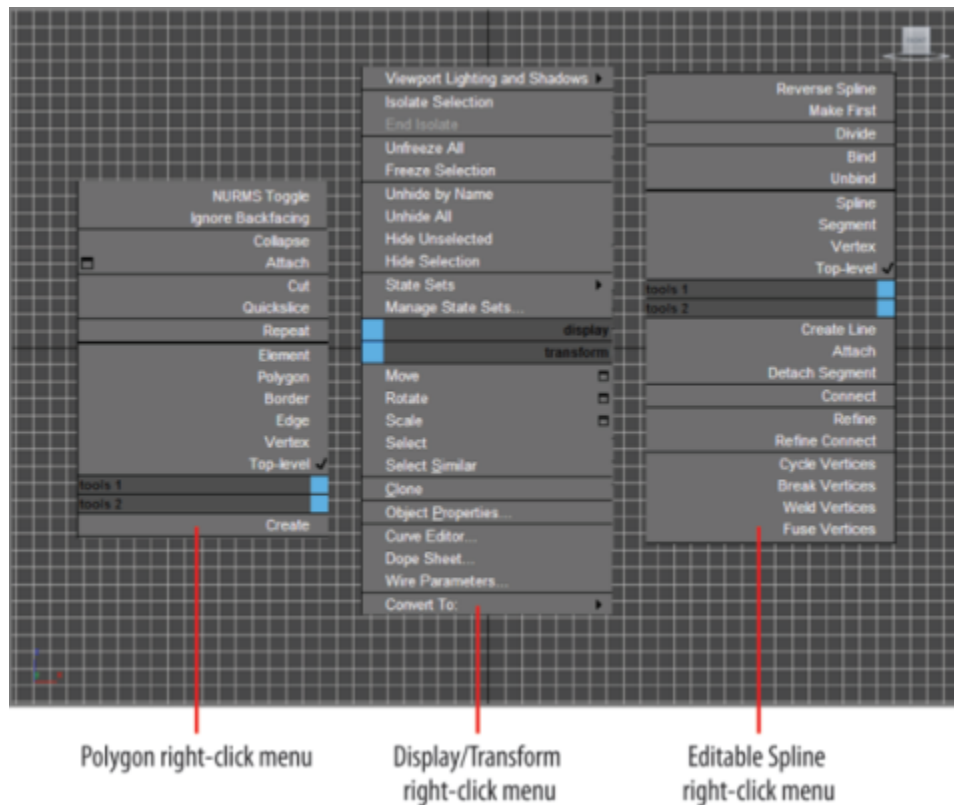 NURMS Toggle
Ignore Backfacing
Collapse
Attach
Cut
Quickslice
Repeat
Element
Polygon
Border
Edge
Vertex
Top-level
tools 1
tools 2
Create
Viewport Lighting and Shadows
Isolate Selection
End Isolate
Unfreeze All
Freeze Selection
Unhide by Name
Unhide All
Hide Unselected
Hide Selection
State Sets
Manage State Sets...
display
transform
Move
Rotate
Scale
Select
Select Similar
Clone
Object Properties...
Curve Editor...
Dope Sheet...
Wire Parameters...
Convert To:
Reverse Spline
Make First
Divide
Bind
Unbind
Spline
Segment
Vertex
Top-level
tools 1
tools 2
Create Line
Attach
Detach Segment
Connect
Refine
Refine Connect
Cycle Vertices
Break Vertices
Weld Vertices
Fuse Vertices
Polygon right-click menu
Display/Transform
right-click menu
Editable Spline
right-click menu